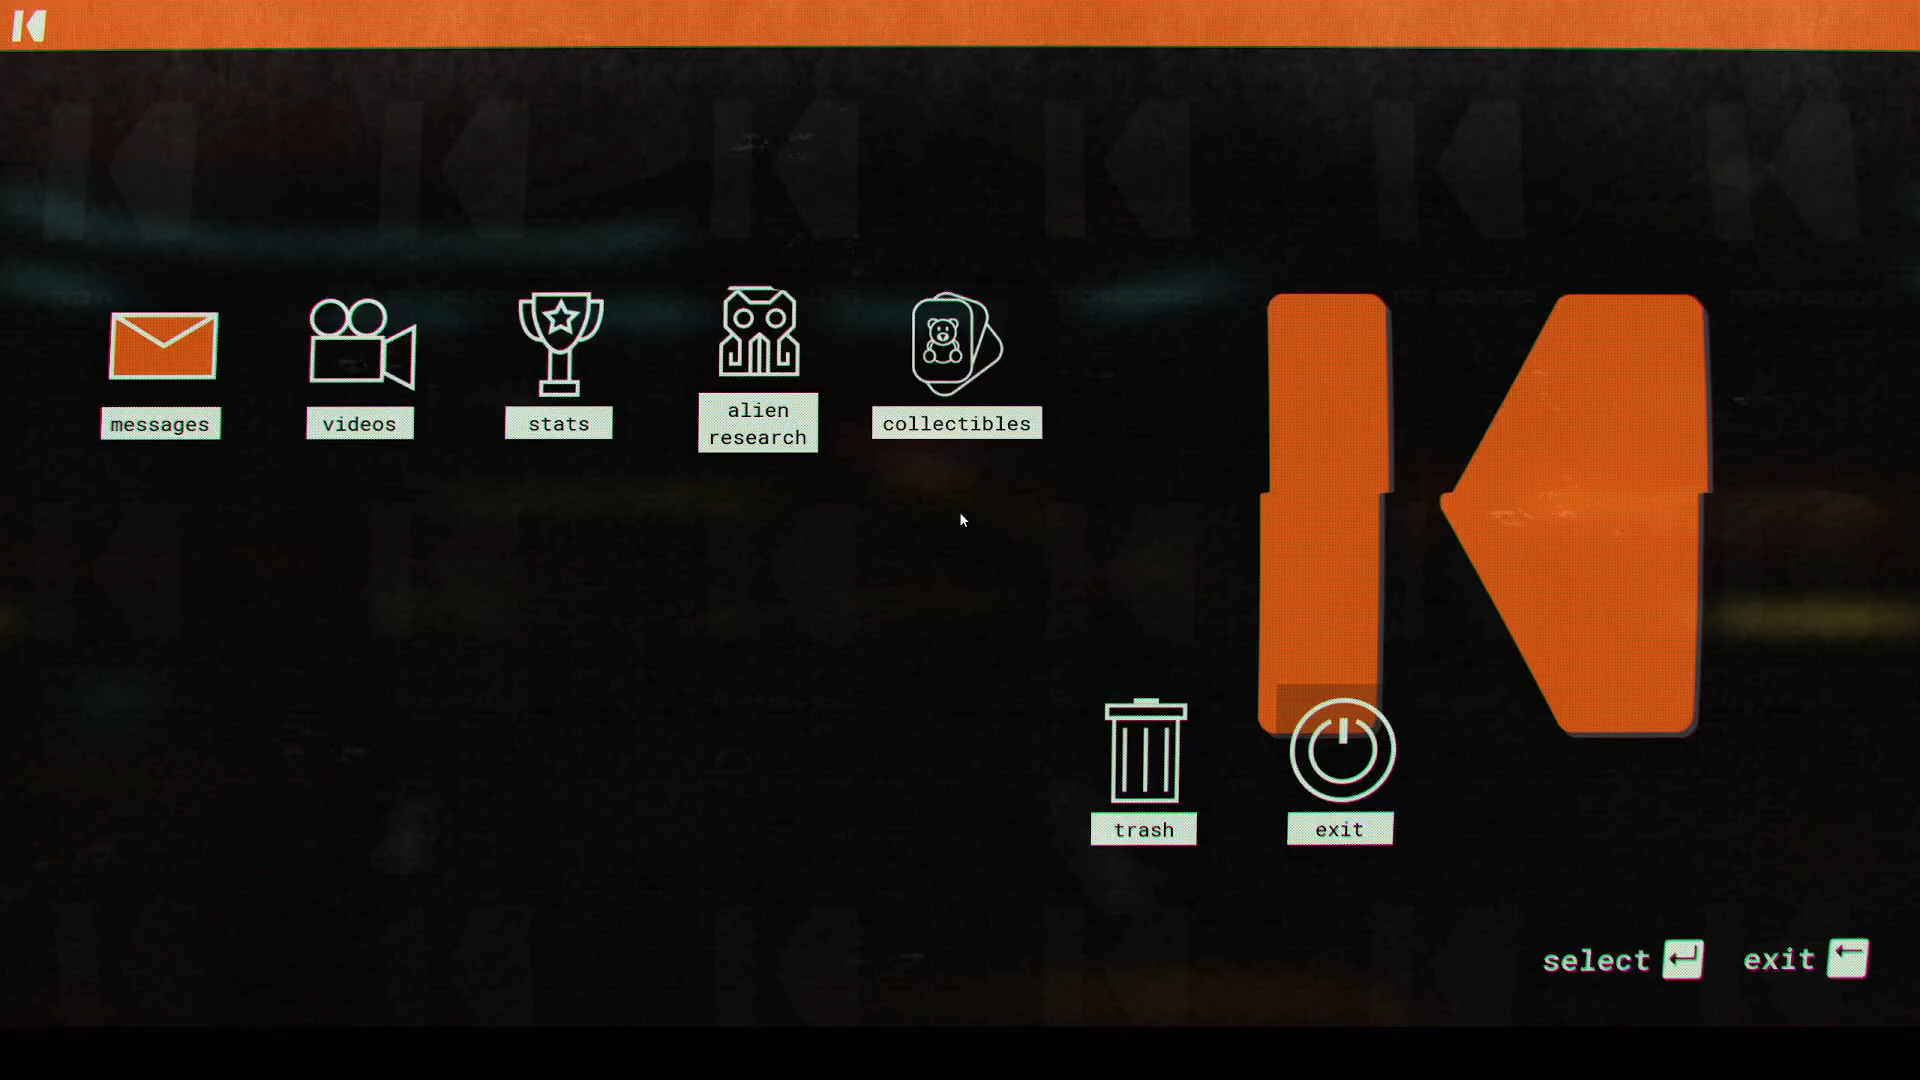 messages
videos
stats
alien
research
collectibles
trash
exit
select
exit